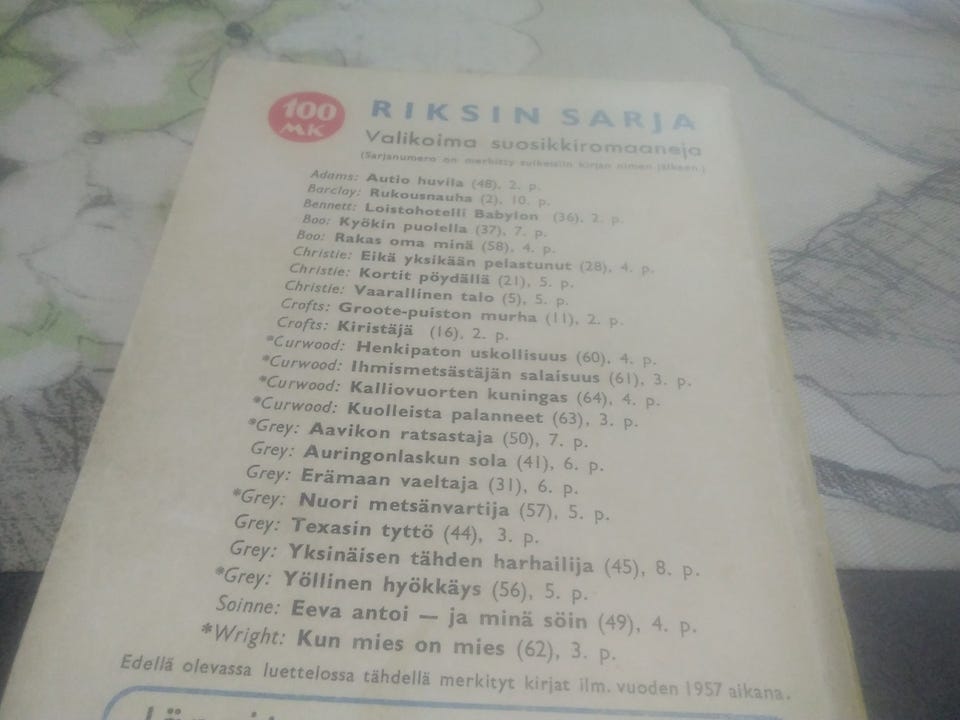 100
MK
RIKSIN SARJA
Valikoima suosikkiromaaneja
(Sarjanumero on merkitty sulkeisiin kirjan nimen jälkeen.)
Adams: Autio huvila (48), 2. p.
Barclay: Rukousnauha (2), 10. p.
Bennett: Loistohotelli Babylon (36), 2. p.
Boo: Kyökin puolella (37), 7. p.
Boo: Rakas oma minä (58), 4. p.
Christie: Eikä yksikään pelastunut (28), 4. p.
Christie: Kortit pöydällä (21), 5. p.
Christie: Vaarallinen talo (5), 5. p.
Crofts: Groote-puiston murha (11), 2. p.
Crofts: Kiristäjä (16), 2. p.
*Curwood: Henkipaton uskollisuus (60), 4. p.
*Curwood: Ihmismetsästäjän salaisuus (61), 3. p.
*Curwood: Kalliovuorten kuningas (64), 4. p.
*Curwood: Kuolleista palanneet (63), 3. p.
*Grey: Aavikon ratsastaja (50), 7. p.
Grey: Auringonlaskun sola (41), 6. p.
Grey: Erämaan vaeltaja (31), 6. p.
*Grey: Nuori metsänvartija (57), 5. p.
Grey: Texasin tyttö (44), 3. p.
Grey: Yksinäisen tähden harhailija (45), 8. p.
*Grey: Yöllinen hyökkäys (56), 5. p.
Soinne: Eeva antoi — ja minä söin (49), 4. p.
*Wright: Kun mies on mies (62), 3. p.
Edellä olevassa luettelossa tähdellä merkityt kirjat ilm. vuoden 1957 aikana.